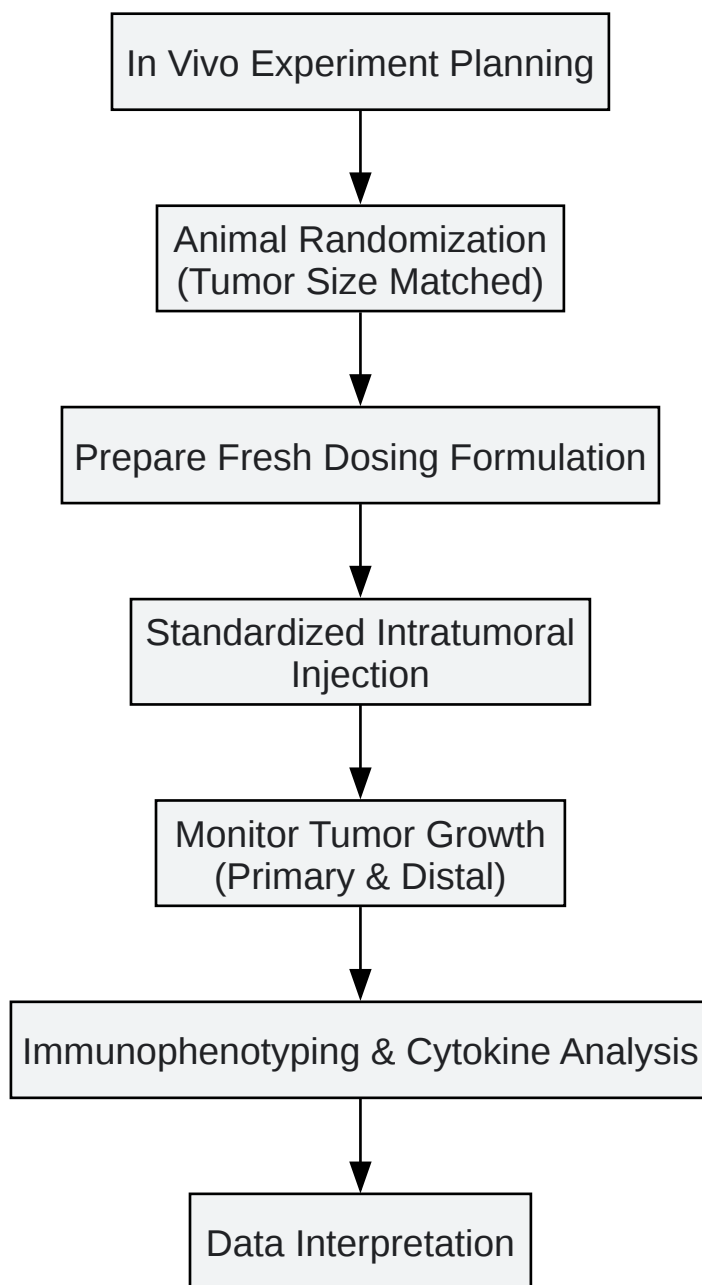 In Vivo Experiment Planning
Animal Randomization
(Tumor Size Matched)
Prepare Fresh Dosing Formulation
Standardized Intratumoral
Injection
Monitor Tumor Growth
(Primary & Distal)
Immunophenotyping & Cytokine Analysis
Data Interpretation